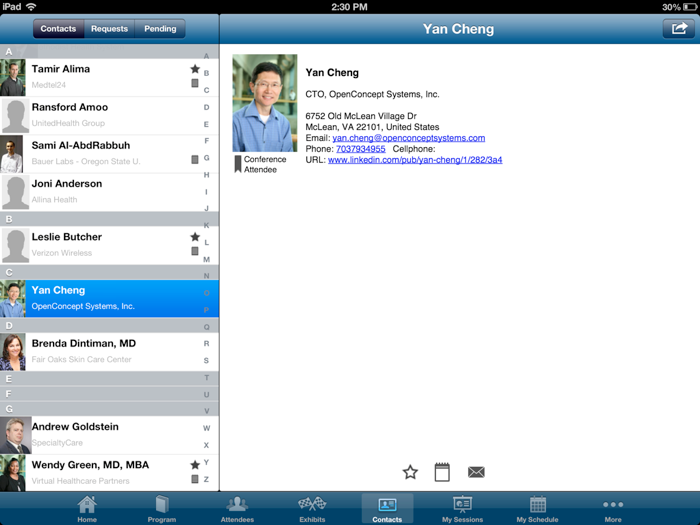 iPad 2:30 PM 30%
Contacts Requests Pending
Yan Cheng
A
Tamir Alima
Medtel24
Ransford Amoo
UnitedHealth Group
Sami Al-AbdRabbuh
Bauer Labs - Oregon State U.
Joni Anderson
Allina Health
B
Leslie Butcher
Verizon Wireless
C
Yan Cheng
OpenConcept Systems, Inc.
D
Brenda Dintiman, MD
Fair Oaks Skin Care Center
E
F
G
Andrew Goldstein
SpecialtyCare
Wendy Green, MD, MBA
Virtual Healthcare Partners
A
B
C
D
E
F
G
H
I
J
K
L
M
N
O
P
Q
R
S
T
U
V
W
X
Y
Z
Yan Cheng
CTO, OpenConcept Systems, Inc.
6752 Old McLean Village Dr
McLean, VA 22101, United States
Email: yan.cheng@openconceptsystems.com
Phone: 7037934955 Cellphone:
URL: www.linkedin.com/pub/yan-cheng/1/282/3a4
Conference
Attendee
Home Program Attendees Exhibits Contacts My Sessions My Schedule More